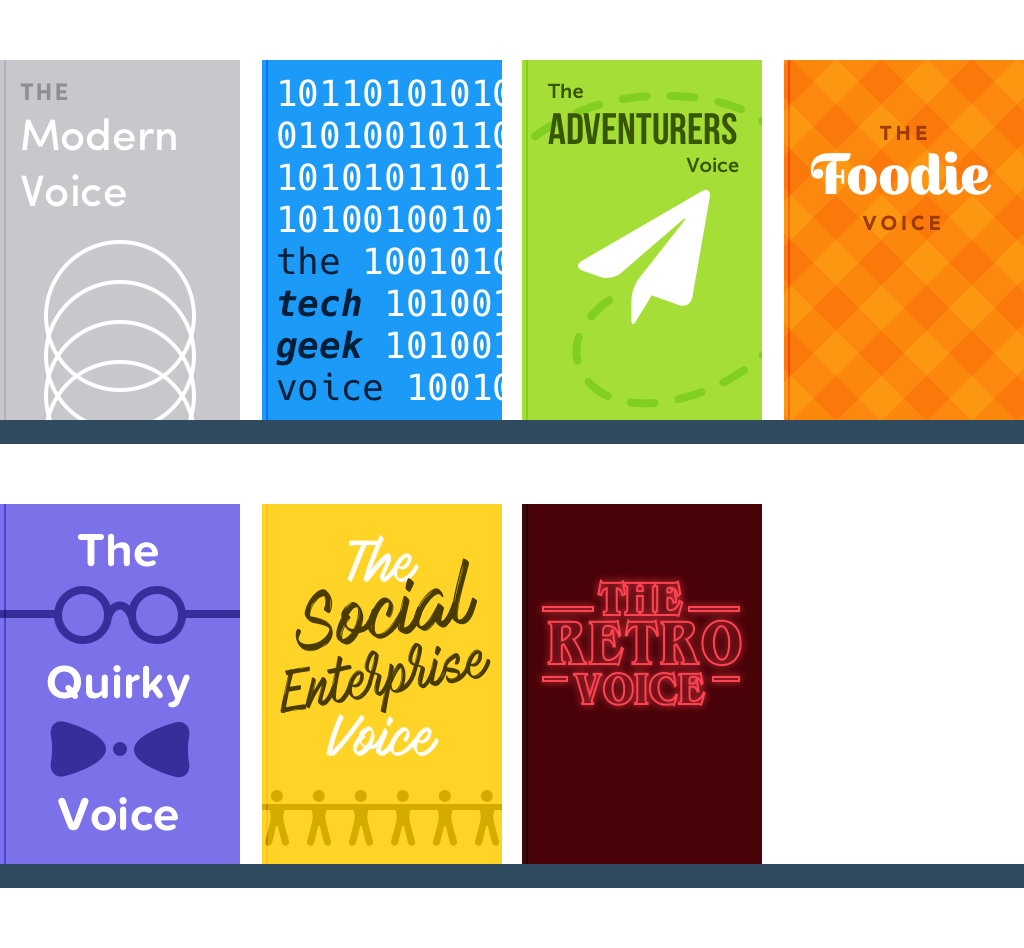 THE
Modern
Voice
10110101010
01010010110
10101011011
10100100101
the 1001010
tech 101001
geek 101001
voice 10010
The
ADVENTURERS
Voice
THE
Foodie
VOICE
The
Quirky
Voice
The
Social
Enterprise
Voice
THE
RETRO
VOICE